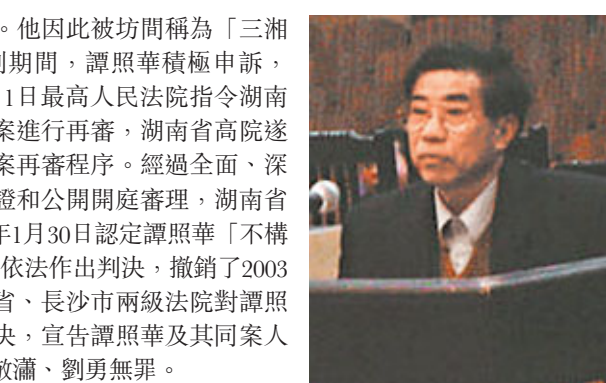 。他因此被坊間稱為「三湘
期間，譚照華積極申訴，
1日最高人民法院指令湖南
案進行再審，湖南省高院遂
案再審程序。經過全面、深
證和公開開庭審理，湖南省
年1月30日認定譚照華「不構
依法作出判決，撤銷了2003
省、長沙市兩級法院對譚照
決，宣告譚照華及其同案人
敏瀟、劉勇無罪。